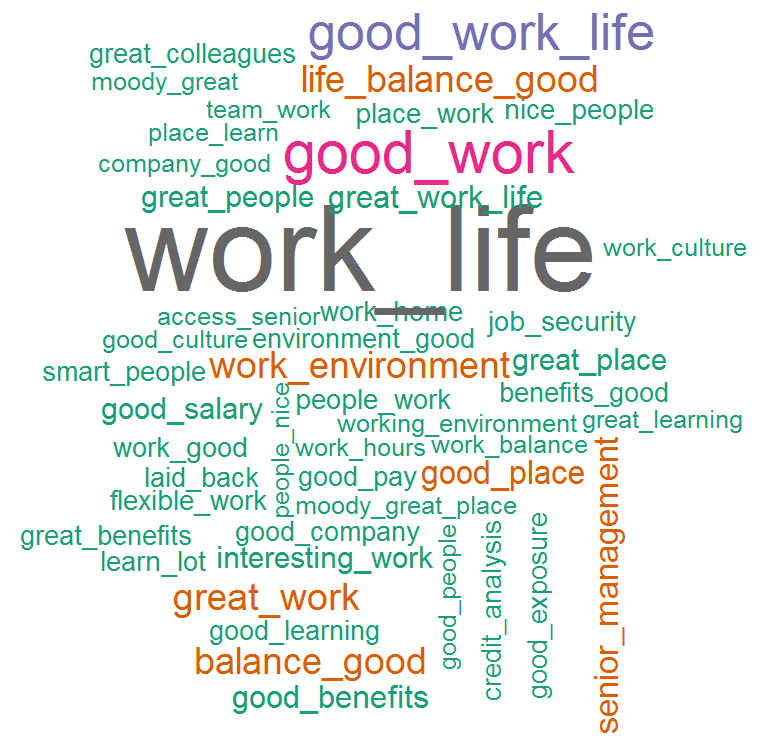 good_work_life
great_colleagues
moody_great
life_balance_good
team_work
place_work
nice_people
place_learn
good_work
company_good
great_people
great_work_life
work_life
work_culture
access_senior
work_home
job_security
good_culture
environment_good
smart_people
work_environment
great_place
people_nice
people_work
benefits_good
good_salary
working_environment
great_learning
work_good
work_hours
work_balance
laid_back
good_pay
good_place
senior_management
flexible_work
moody_great_place
great_benefits
good_company
good_people
credit_analysis
good_exposure
learn_lot
interesting_work
great_work
good_learning
balance_good
good_benefits